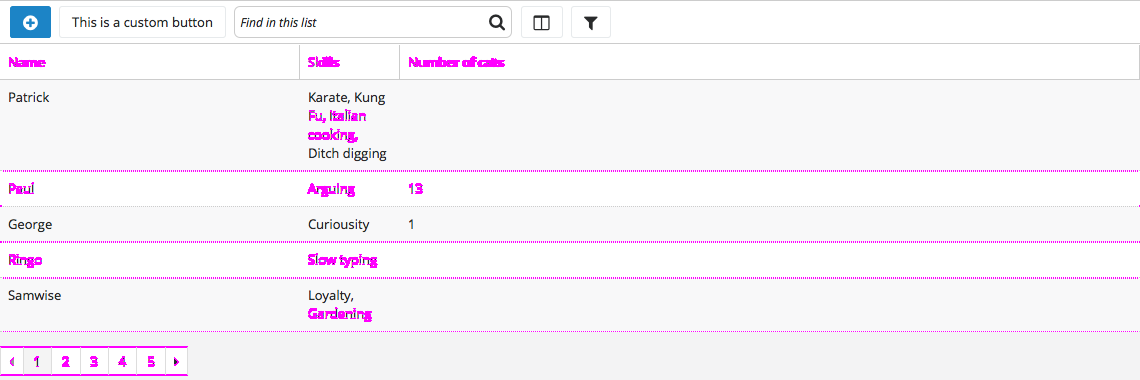 This is a custom button
Find in this list
Name Skills Number of cats
Patrick Karate, Kung
Fu, Italian
cooking,
Ditch digging
Paul Arguing 13
George Curiousity 1
Ringo Slow typing
Samwise Loyalty,
Gardening
1 2 3 4 5